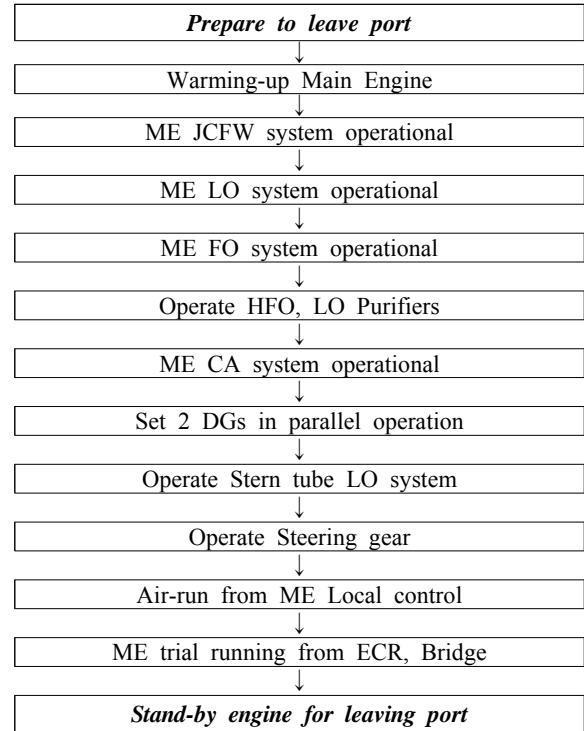 Prepare to leave port
Warming-up Main Engine
ME JCFW system operational
ME LO system operational
ME FO system operational
Operate HFO, LO Purifiers
ME CA system operational
Set 2 DGs in parallel operation
Operate Stern tube LO system
Operate Steering gear
Air-run from ME Local control
ME trial running from ECR, Bridge
Stand-by engine for leaving port